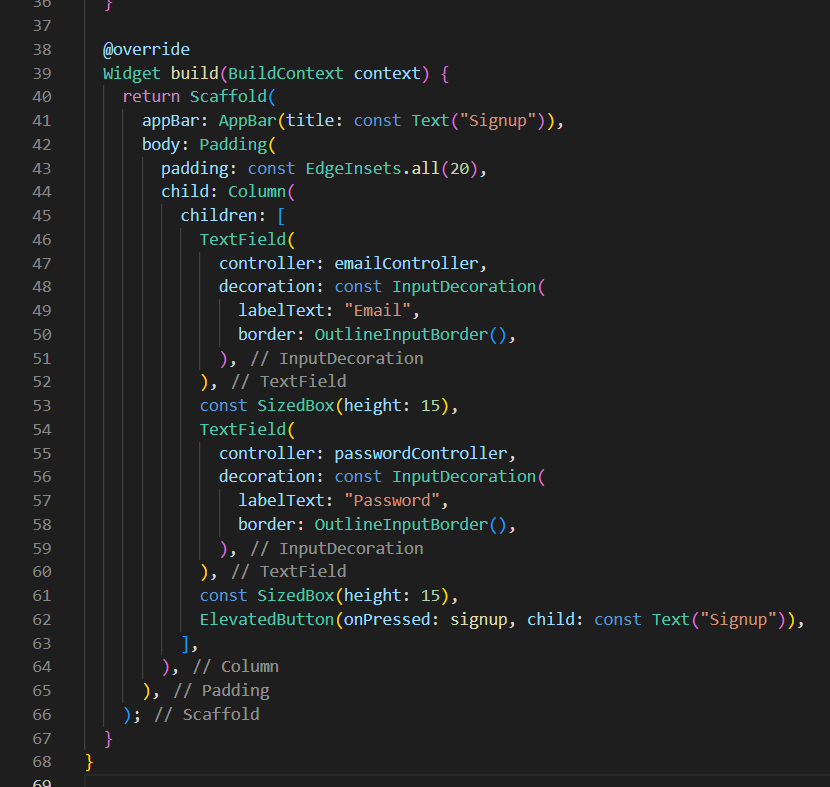 36 }
37
38 @override
39 Widget build(BuildContext context) {
40 return Scaffold(
41 appBar: AppBar(title: const Text("Signup")),
42 body: Padding(
43 padding: const EdgeInsets.all(20),
44 child: Column(
45 children: [
46 TextField(
47 controller: emailController,
48 decoration: const InputDecoration(
49 labelText: "Email",
50 border: OutlineInputBorder(),
51 ), // InputDecoration
52 ), // TextField
53 const SizedBox(height: 15),
54 TextField(
55 controller: passwordController,
56 decoration: const InputDecoration(
57 labelText: "Password",
58 border: OutlineInputBorder(),
59 ), // InputDecoration
60 ), // TextField
61 const SizedBox(height: 15),
62 ElevatedButton(onPressed: signup, child: const Text("Signup")),
63 ],
64 ), // Column
65 ), // Padding
66 ); // Scaffold
67 }
68 }
69